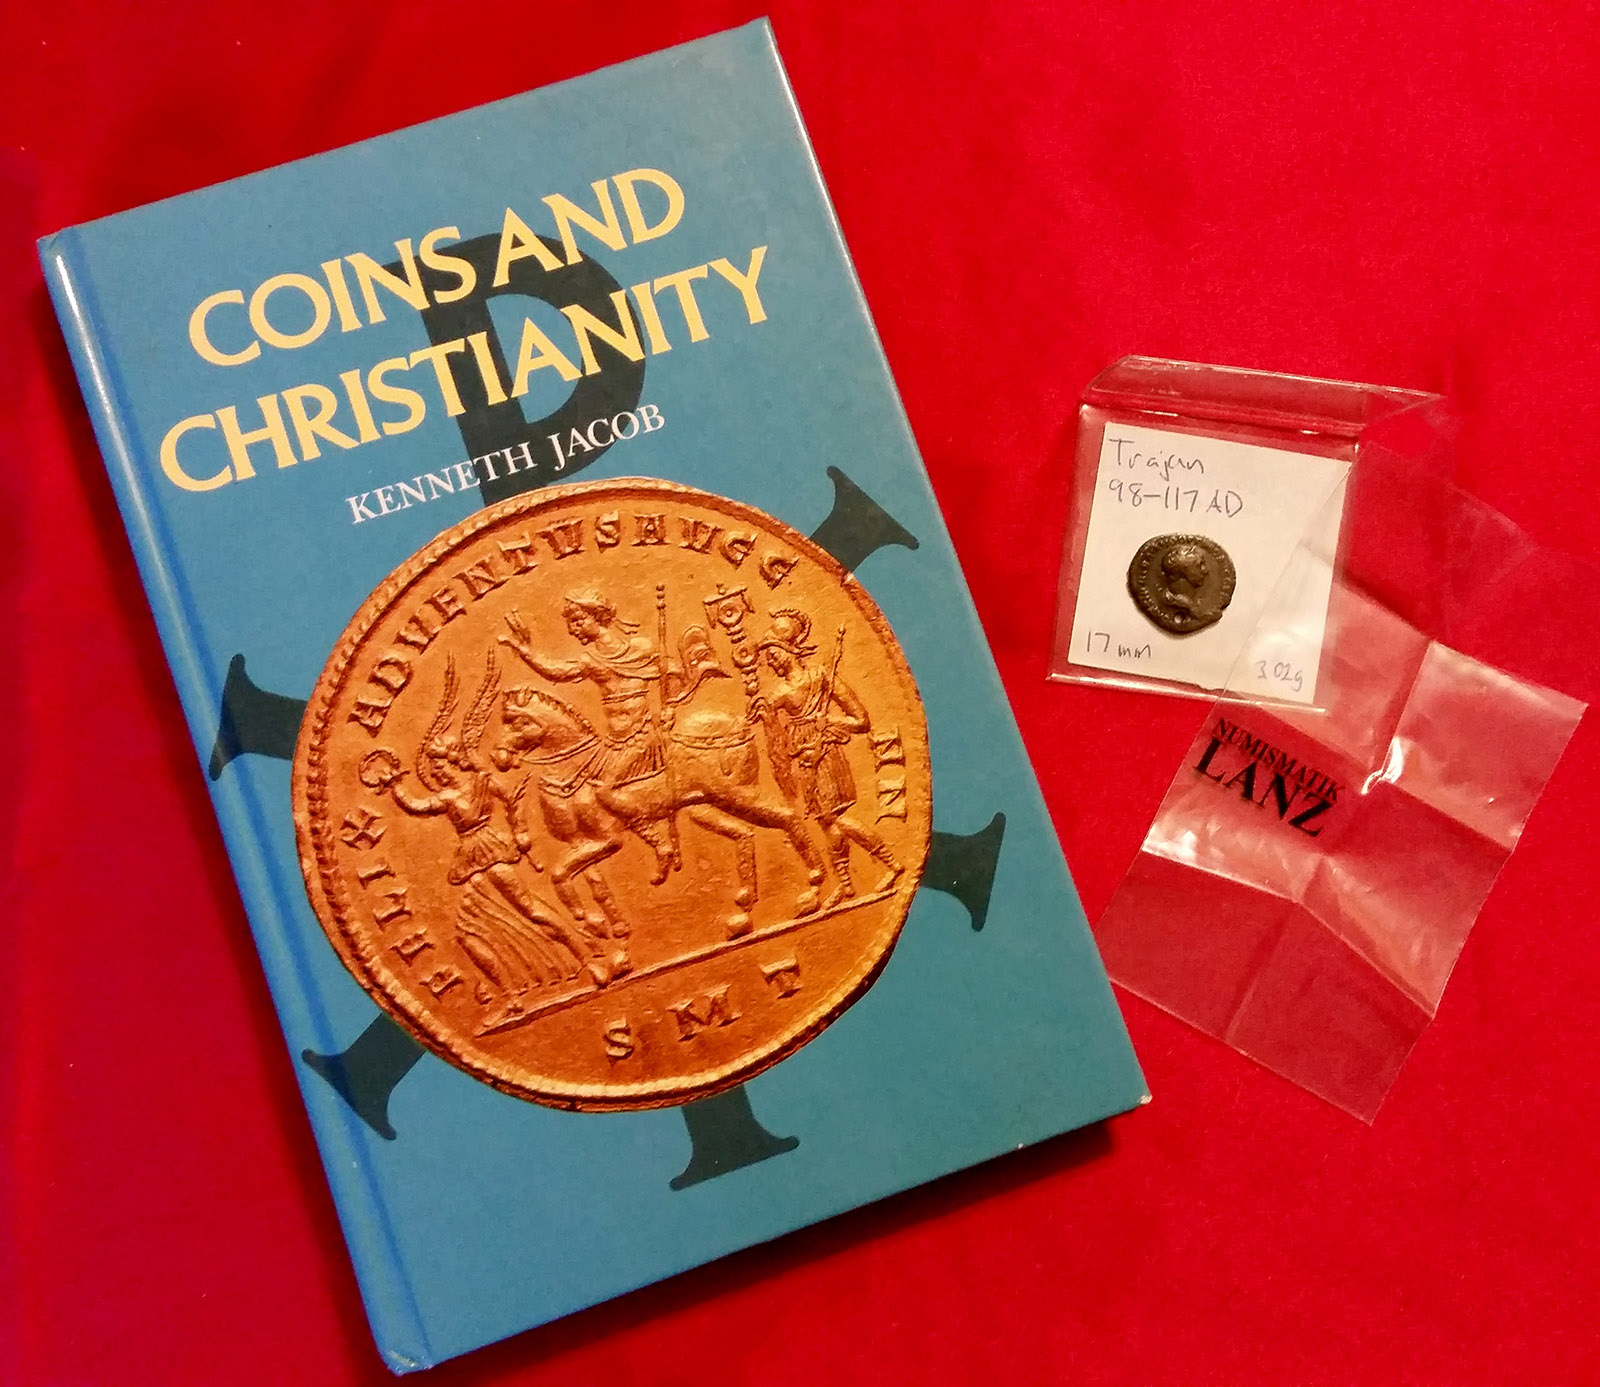 COINS AND
CHRISTIANITY
KENNETH JACOB
FELIX ADVENTUS AUGG
NN
SMT
Trajan
98-117 AD
17mm
3.02g
NUMISMATIK
LANZ